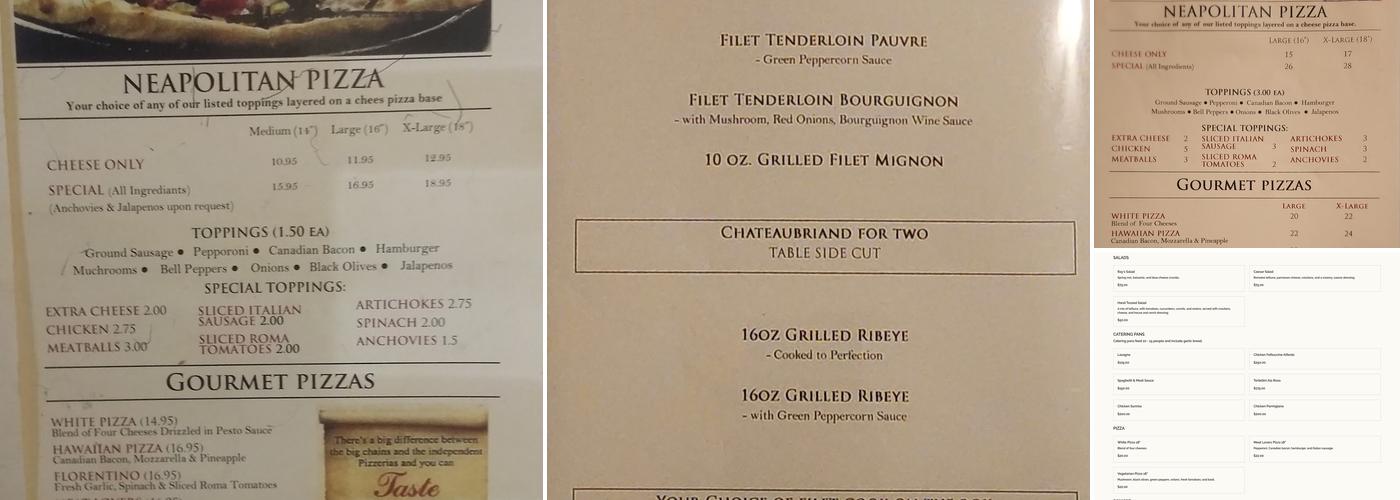 NEAPOLITAN PIZZA
Your choice of any of our listed toppings layered on a chees pizza base
Medium (14") Large (16") X-Large (18")
CHEESE ONLY 10.95 11.95 12.95
SPECIAL (All Ingrediants) 15.95 16.95 18.95
(Anchovies & Jalapenos upon request)
TOPPINGS (1.50 EA)
Ground Sausage • Pepporoni • Canadian Bacon • Hamburger
Muchrooms • Bell Peppers • Onions • Black Olives • Jalapenos
SPECIAL TOPPINGS:
EXTRA CHEESE 2.00
CHICKEN 2.75
MEATBALLS 3.00
SLICED ITALIAN
SAUSAGE 2.00
SLICED ROMA
TOMATOES 2.00
ARTICHOKES 2.75
SPINACH 2.00
ANCHOVIES 1.5
GOURMET PIZZAS
WHITE PIZZA (14.95)
Blend of Four Cheeses Drizzled in Pesto Sauce
HAWAIIAN PIZZA (16.95)
Canadian Bacon, Mozzarella & Pineapple
FLORENTINO (16.95)
Fresh Garlic, Spinach & Sliced Roma Tomatoes
There's a big difference between
the big chains and the independent
Pizzerias and you can
Taste
FILET TENDERLOIN PAUVRE
- Green Peppercorn Sauce
FILET TENDERLOIN BOURGUIGNON
- with Mushroom, Red Onions, Bourguignon Wine Sauce
10 OZ. GRILLED FILET MIGNON
CHATEAUBRIAND FOR TWO
TABLE SIDE CUT
16OZ GRILLED RIBEYE
- Cooked to Perfection
16OZ GRILLED RIBEYE
- with Green Peppercorn Sauce
NEAPOLITAN PIZZA
Your choice of any of our listed toppings on a cheese pizza base.
LARGE (16") X-LARGE (18")
CHEESE ONLY 15 17
SPECIAL (All Ingredients) 26 28
TOPPINGS (3.00 EA)
Ground Sausage • Pepperoni • Canadian Bacon • Hamburger
Mushrooms • Bell Peppers • Onions • Black Olives • Jalapenos
SPECIAL TOPPINGS:
EXTRA CHEESE 2
CHICKEN 5
MEATBALLS 3
SLICED ITALIAN
SAUSAGE 3
SLICED ROMA
TOMATOES 2
ARTICHOKES 3
SPINACH 3
ANCHOVIES 2
GOURMET PIZZAS
LARGE X-LARGE
WHITE PIZZA 20 22
Blend of Four Cheeses
HAWAIIAN PIZZA 22 24
Canadian Bacon, Mozzarella & Pineapple
SALADS
Caesar Salad
CATERING PANS
Lasagna
Chicken Fettuccine Alfredo
Spaghetti & Meat Sauce
Chicken Parmigiana
PIZZA
White Pizza 18"
Blend of four cheeses.
Meat Lovers Pizza 18"
Vegetarian Pizza 18"